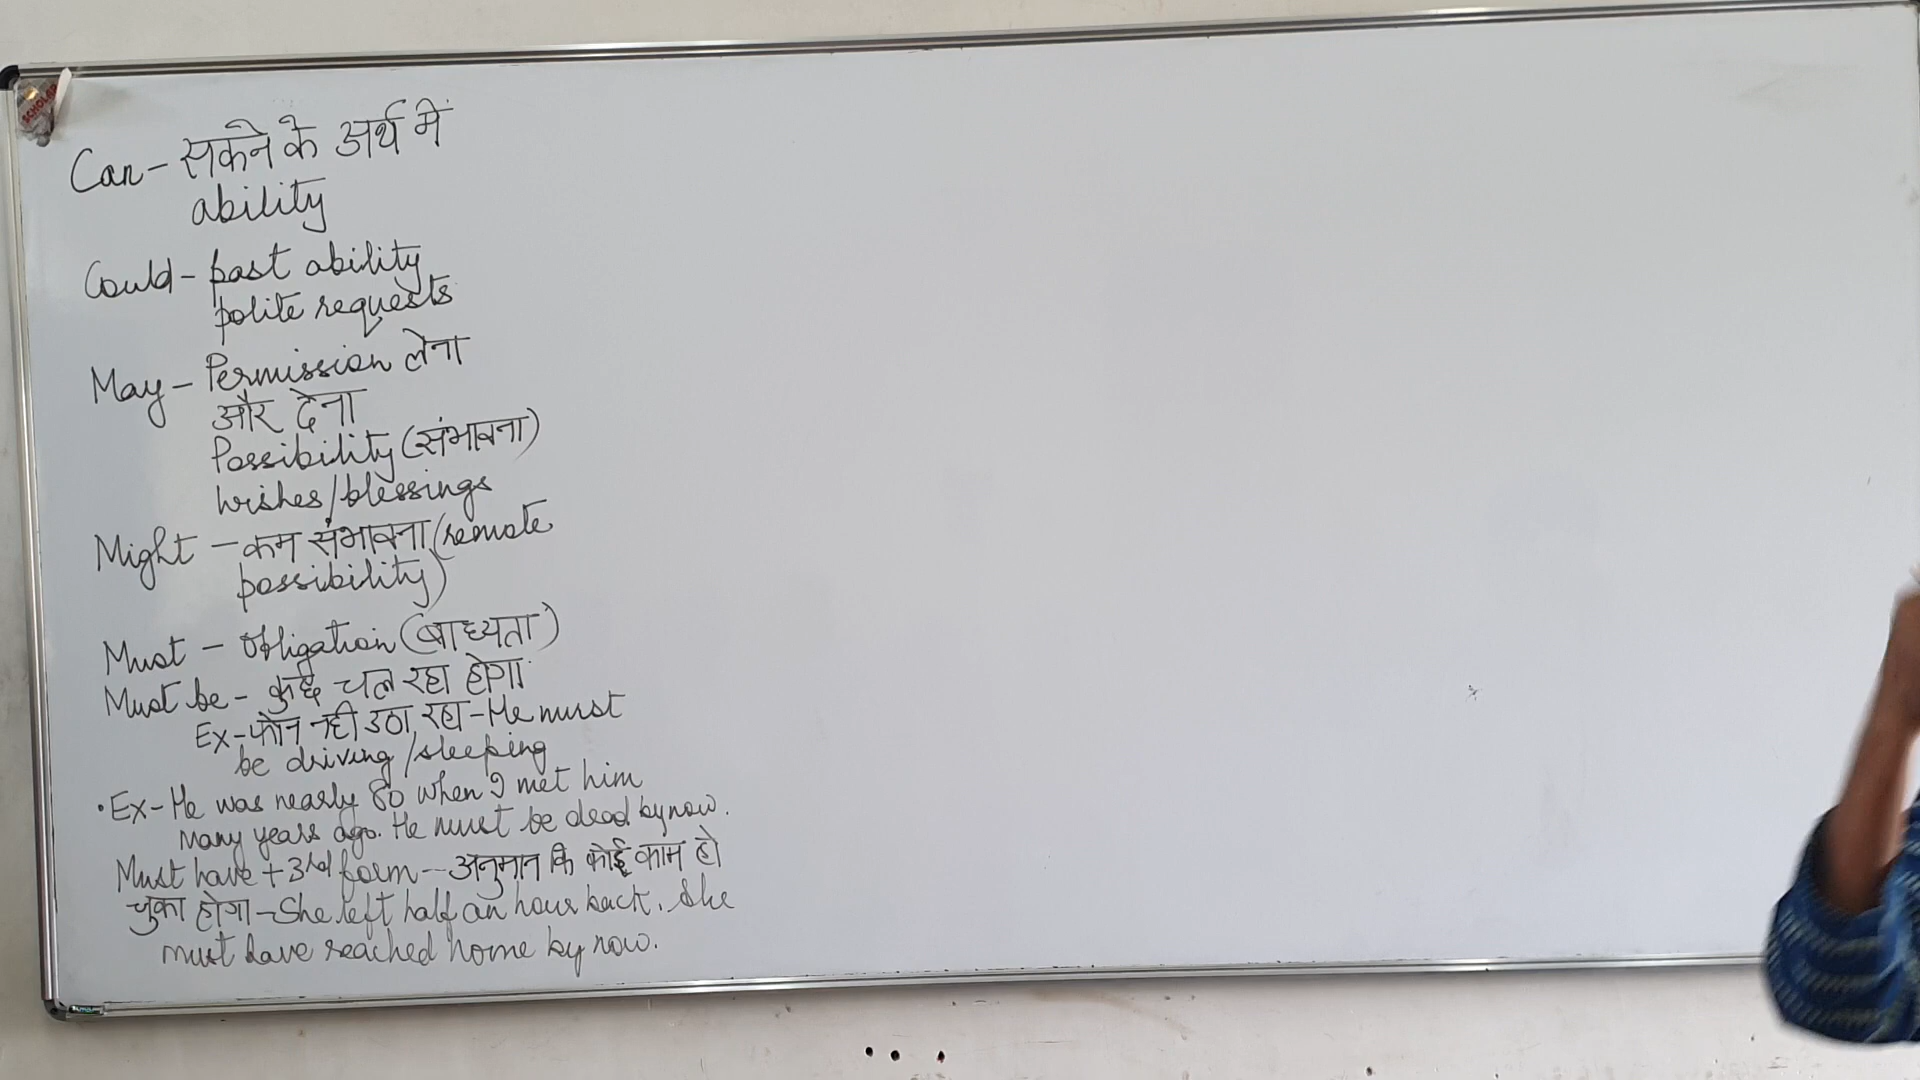 SCHOLAR
Can - सकने के अर्थ में
ability
Could - past ability
polite requests
May - Permission लेना
और देना
Possibility (संभावना)
wishes/blessings
Might - कम संभावना (remote
possibility)
Must - Obligation (बाध्यता)
Must be - कुछ चल रहा होगा
Ex - फोन नही उठा रहा - He must
be driving/sleeping
• Ex - He was nearly 80 when I met him
many years ago. He must be dead by now.
Must have + 3rd form -- अनुमान कि कोई काम हो
चुका होगा - She left half an hour back. She
must have reached home by now.